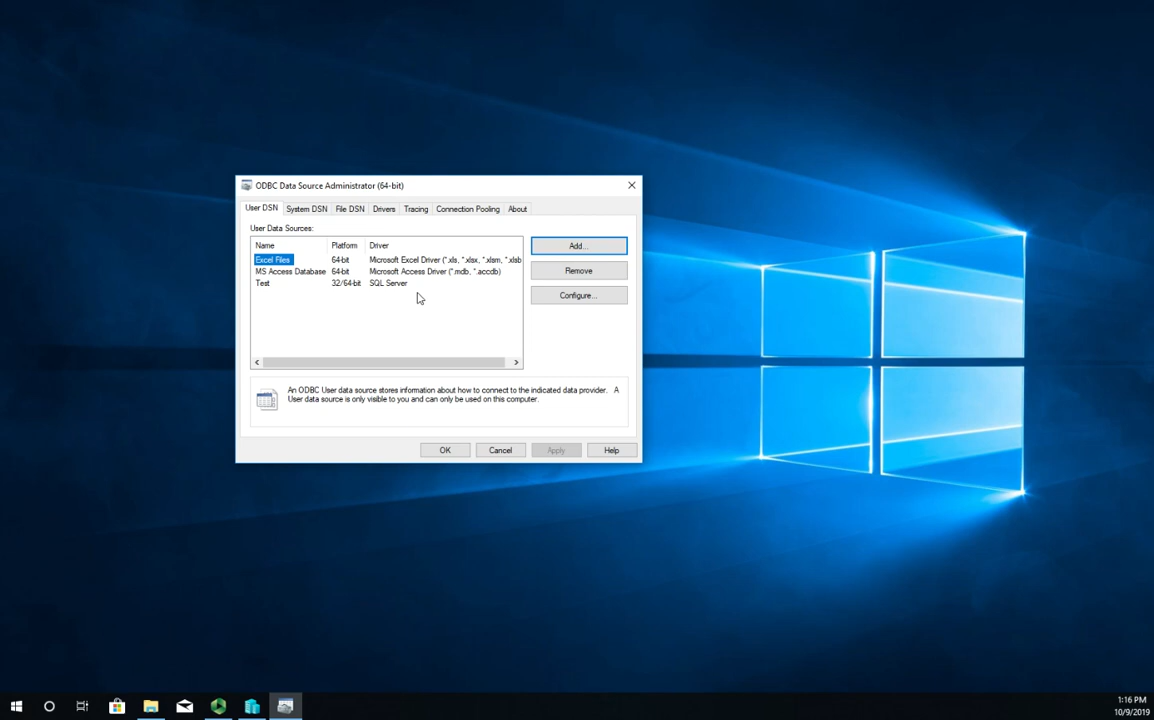 ODBC Data Source Administrator (64-bit)
User DSN System DSN File DSN Drivers Tracing Connection Pooling About
User Data Sources:
Name Platform Driver
Excel Files 64-bit Microsoft Excel Driver (*.xls, *.xlsx, *.xlsm, *.xlsb
MS Access Database 64-bit Microsoft Access Driver (*.mdb, *.accdb)
Test 32/64-bit SQL Server
Add...
Remove
Configure...
An ODBC User data source stores information about how to connect to the indicated data provider. A
User data source is only visible to you and can only be used on this computer.
OK Cancel Apply Help
1:16 PM
10/9/2019